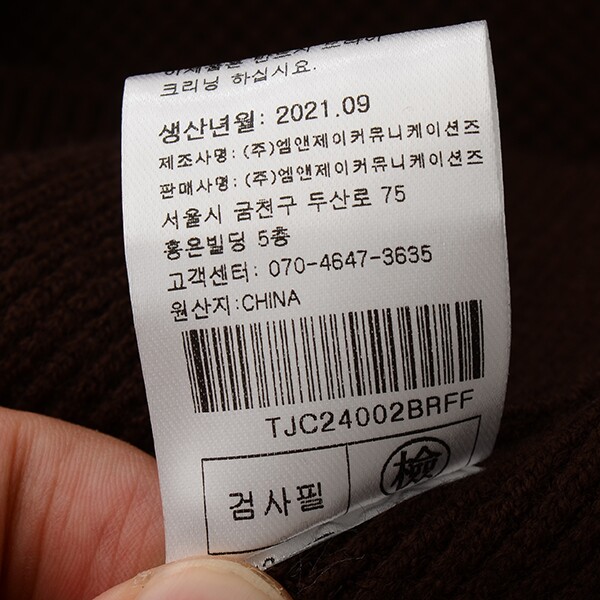 크리닝 하십시요.
생산년월: 2021.09
제조사명: (주)엠앤제이커뮤니케이션즈
판매사명: (주)엠앤제이커뮤니케이션즈
서울시 굼천구 두산로 75
홍은빌딩 5층
고객센터: 070-4647-3635
원산지:CHINA
TJC24002BRFF
검사필 檢